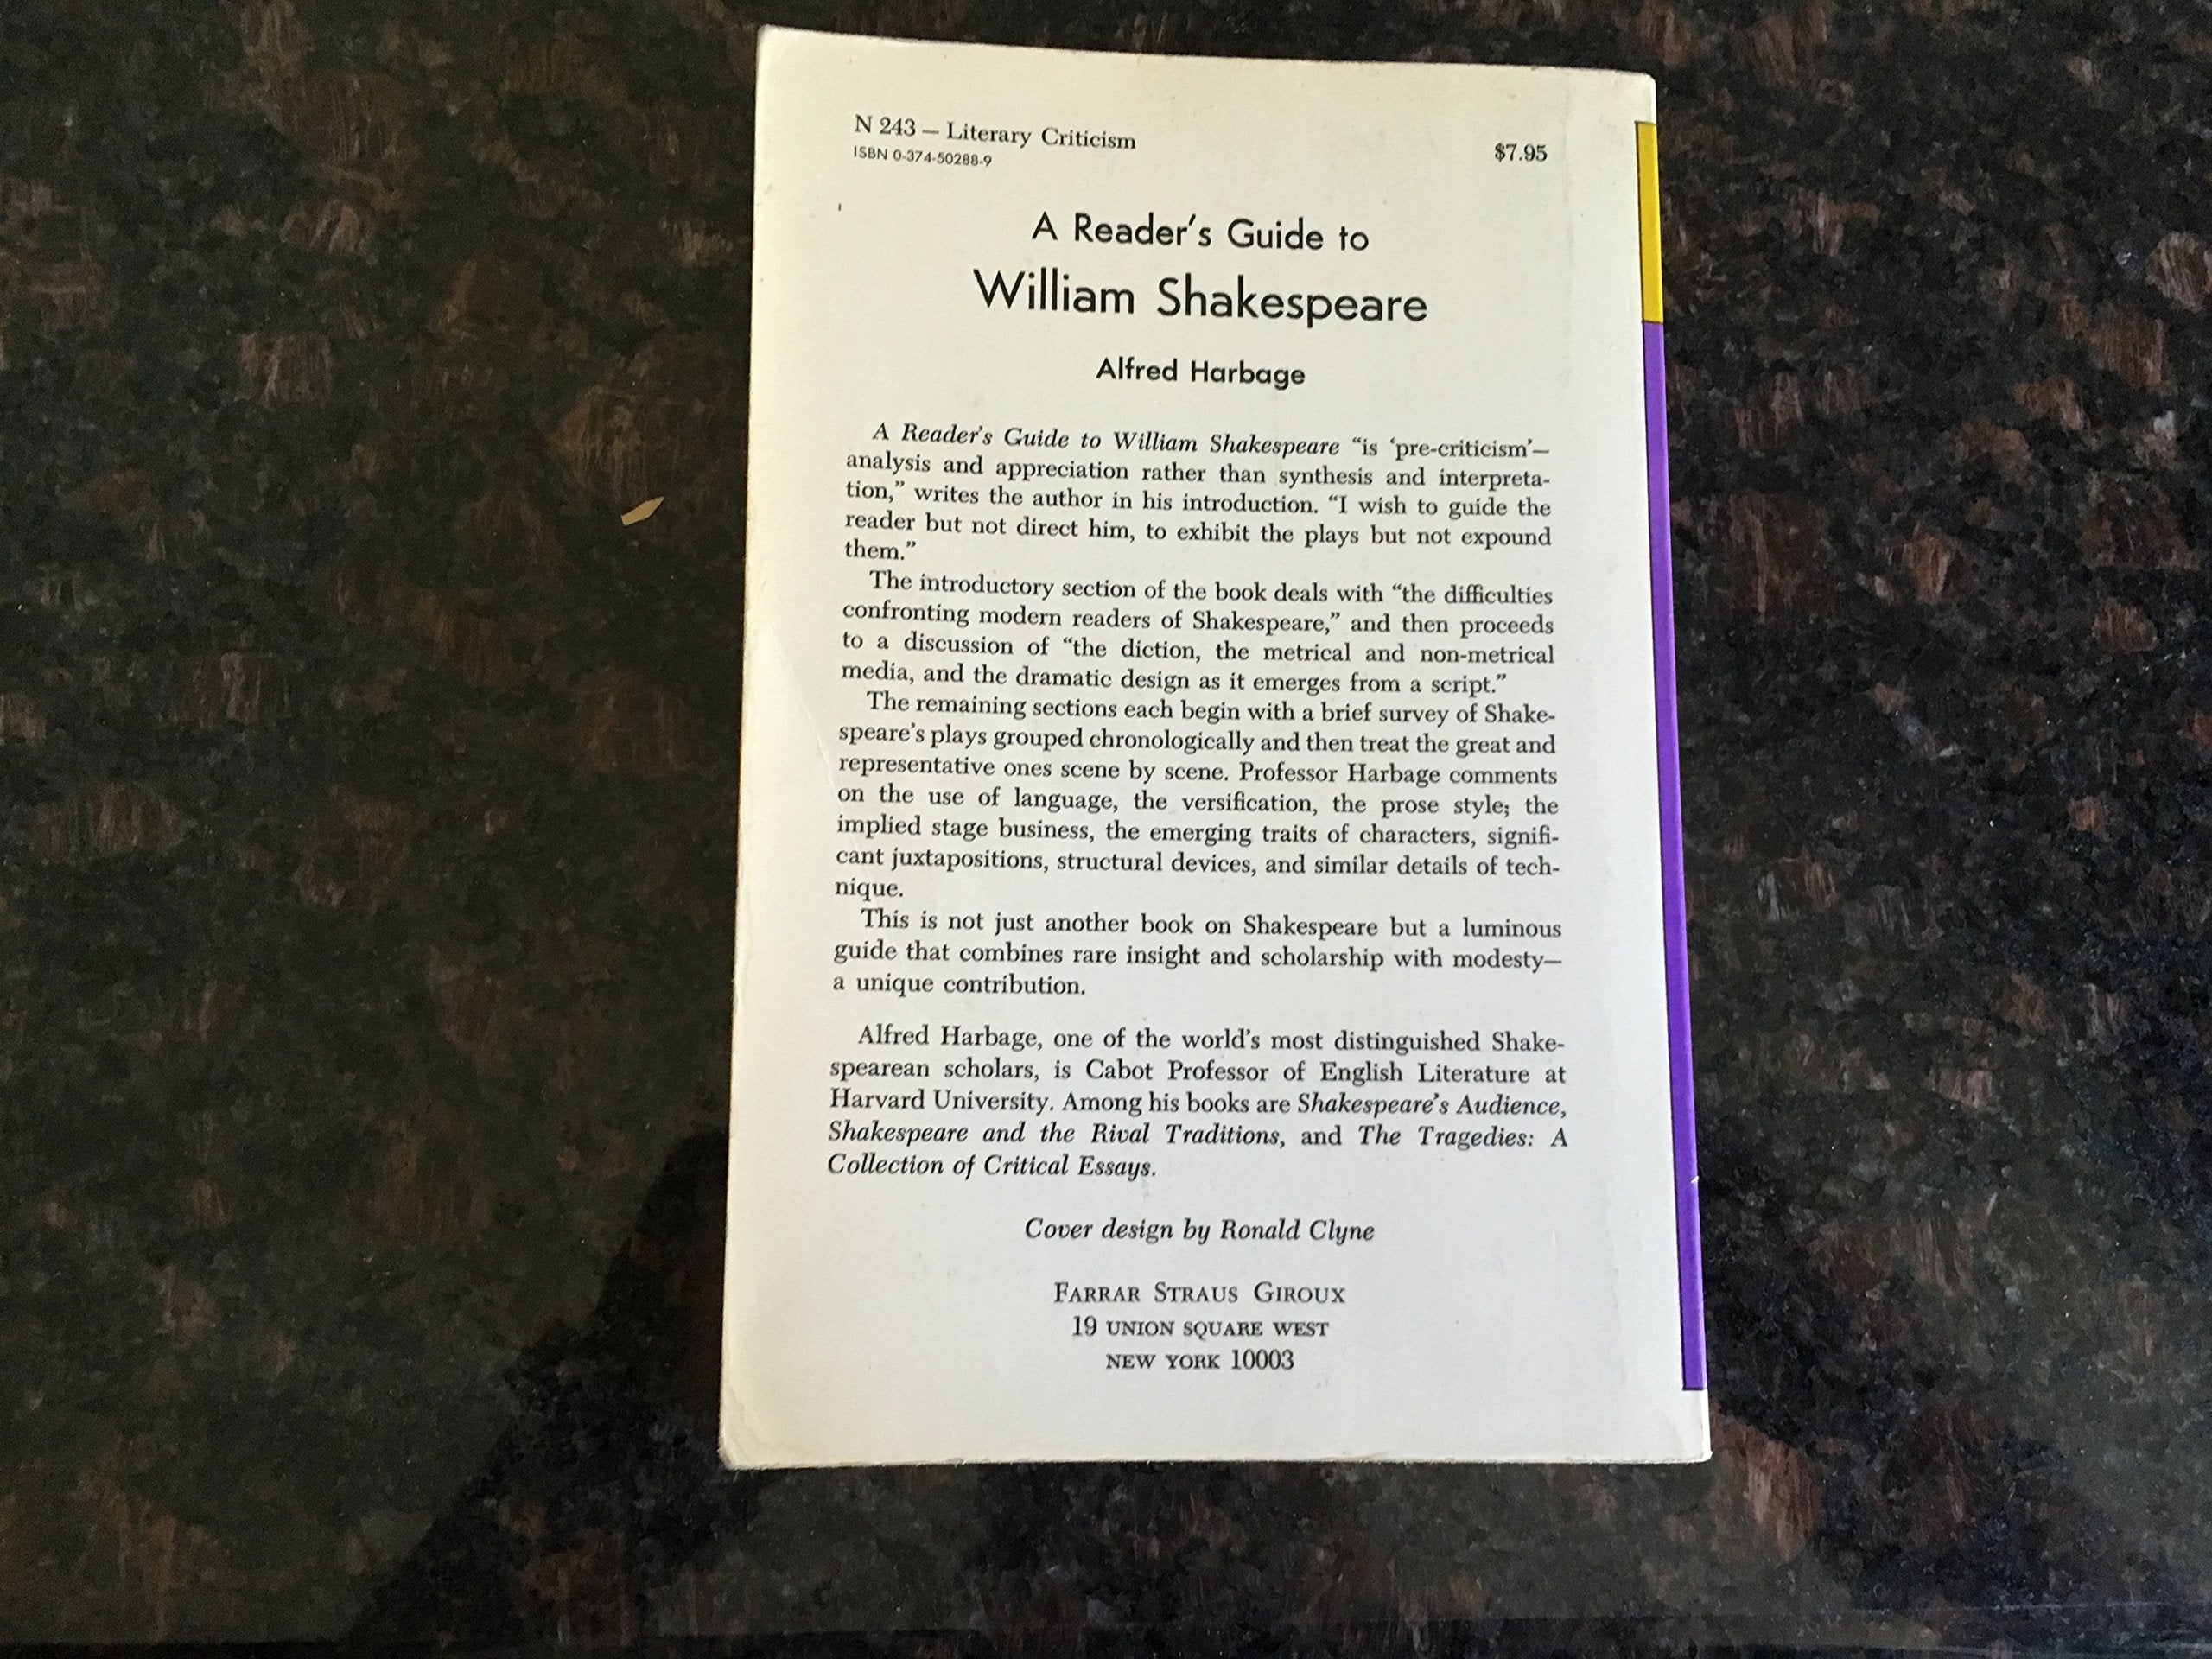 N 243 — Literary Criticism
ISBN 0-374-50288-9
$7.95
A Reader's Guide to
William Shakespeare
Alfred Harbage
A Reader's Guide to William Shakespeare “is ‘pre-criticism’—
analysis and appreciation rather than synthesis and interpreta-
tion,” writes the author in his introduction. “I wish to guide the
reader but not direct him, to exhibit the plays but not expound
them.”
The introductory section of the book deals with “the difficulties
confronting modern readers of Shakespeare,” and then proceeds
to a discussion of “the diction, the metrical and non-metrical
media, and the dramatic design as it emerges from a script.”
The remaining sections each begin with a brief survey of Shake-
speare's plays grouped chronologically and then treat the great and
representative ones scene by scene. Professor Harbage comments
on the use of language, the versification, the prose style; the
implied stage business, the emerging traits of characters, signifi-
cant juxtapositions, structural devices, and similar details of tech-
nique.
This is not just another book on Shakespeare but a luminous
guide that combines rare insight and scholarship with modesty—
a unique contribution.
Alfred Harbage, one of the world's most distinguished Shake-
spearean scholars, is Cabot Professor of English Literature at
Harvard University. Among his books are Shakespeare's Audience,
Shakespeare and the Rival Traditions, and The Tragedies: A
Collection of Critical Essays.
Cover design by Ronald Clyne
FARRAR STRAUS GIROUX
19 UNION SQUARE WEST
NEW YORK 10003